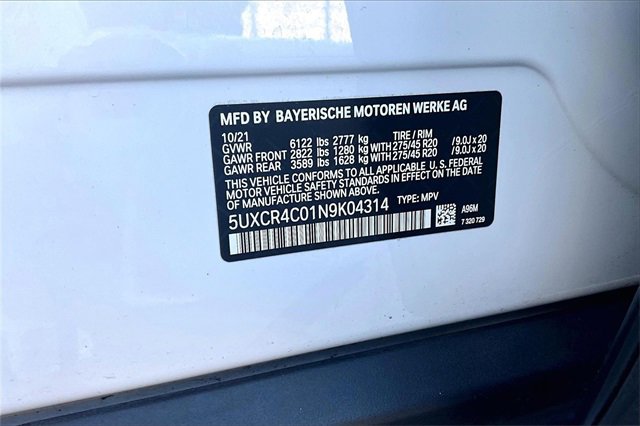 MFD BY BAYERISCHE MOTOREN WERKE AG
10/21 TIRE / RIM
GVWR 6122 lbs 2777 kg
GAWR FRONT 2822 lbs 1280 kg WITH 275/45 R20 / 9.0J x 20
GAWR REAR 3589 lbs 1628 kg WITH 275/45 R20 / 9.0J x 20
THIS VEHICLE CONFORMS TO ALL APPLICABLE U.S. FEDERAL
MOTOR VEHICLE SAFETY STANDARDS IN EFFECT ON THE DATE
OF MANUFACTURE SHOWN ABOVE.
5UXCR4C01N9K04314 TYPE: MPV
A96M
7 320 729